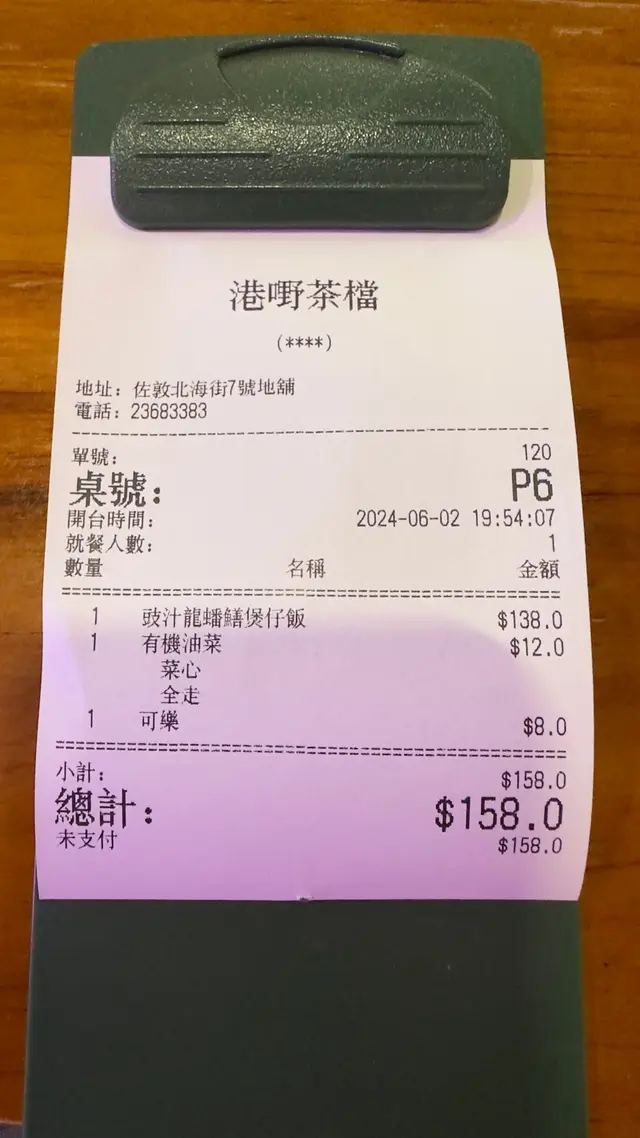 港嘢茶檔
(****)
地址：佐敦北海街7號地舖
電話：23683383
單號： 120
桌號： P6
開台時間： 2024-06-02 19:54:07
就餐人數： 1
數量 名稱 金額
1 豉汁龍蟠鱔煲仔飯 $138.0
1 有機油菜 $12.0
菜心
全走
1 可樂 $8.0
小計： $158.0
總計： $158.0
未支付 $158.0